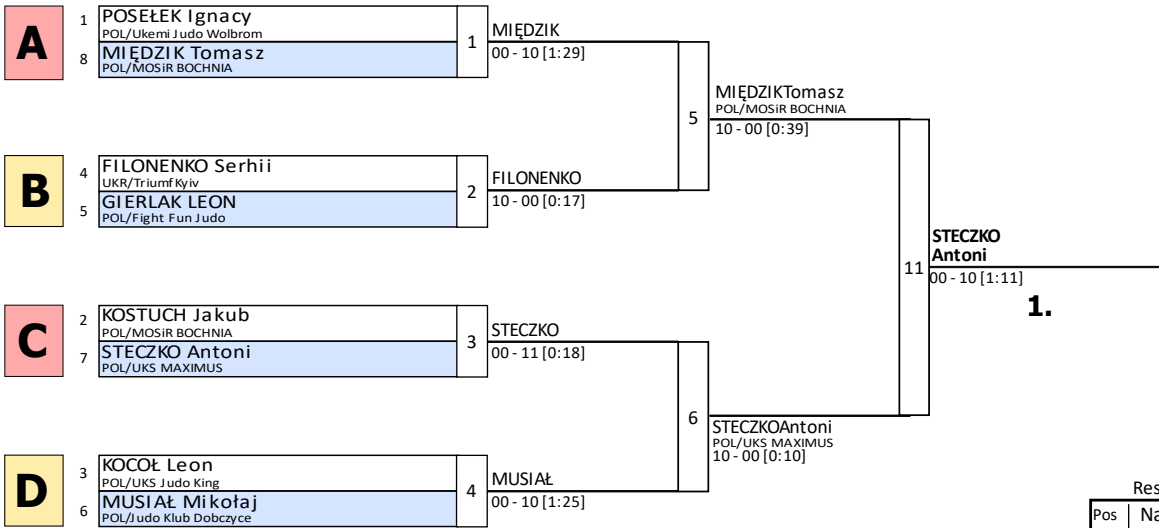 A
1 POSEŁEK Ignacy
POL/Ukemi Judo Wolbrom
8 MIĘDZIK Tomasz
POL/MOSiR BOCHNIA
1
MIĘDZIK
00 - 10 [1:29]
B
4 FILONENKO Serhii
UKR/Triumf Kyiv
5 GIERLAK LEON
POL/Fight Fun Judo
2
FILONENKO
10 - 00 [0:17]
5
MIĘDZIKTomasz
POL/MOSiR BOCHNIA
10 - 00 [0:39]
C
2 KOSTUCH Jakub
POL/MOSiR BOCHNIA
7 STECZKO Antoni
POL/UKS MAXIMUS
3
STECZKO
00 - 11 [0:18]
D
3 KOCOŁ Leon
POL/UKS Judo King
6 MUSIAŁ Mikołaj
POL/Judo Klub Dobczyce
4
MUSIAŁ
00 - 10 [1:25]
6
STECZKOAntoni
POL/UKS MAXIMUS
10 - 00 [0:10]
11
STECZKO
Antoni
00 - 10 [1:11]
1.
Res
Pos Na